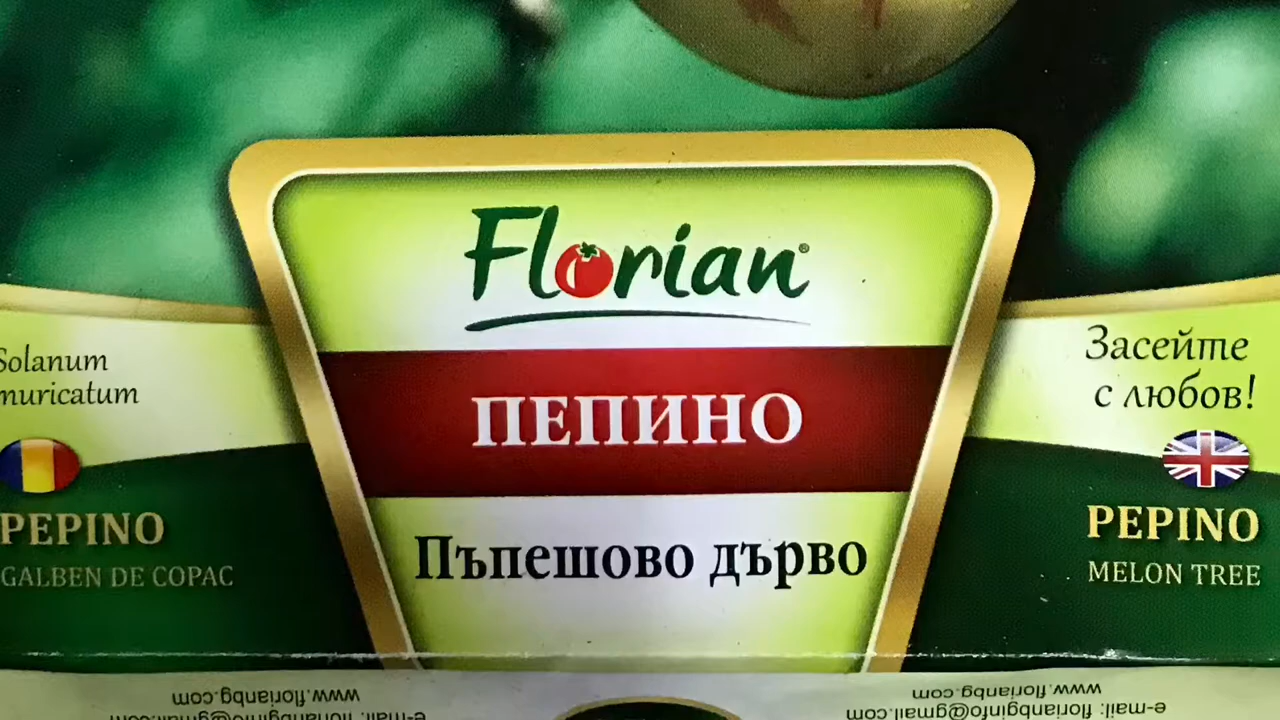 Florian®
ПЕПИНО
Пъпешово дърво
Solanum
muricatum
PEPINO
GALBEN DE COPAC
Засейте
с любов!
PEPINO
MELON TREE
www.florianbg.com
www.florianbg.com
e-mail: florianbginfo@gmail.com